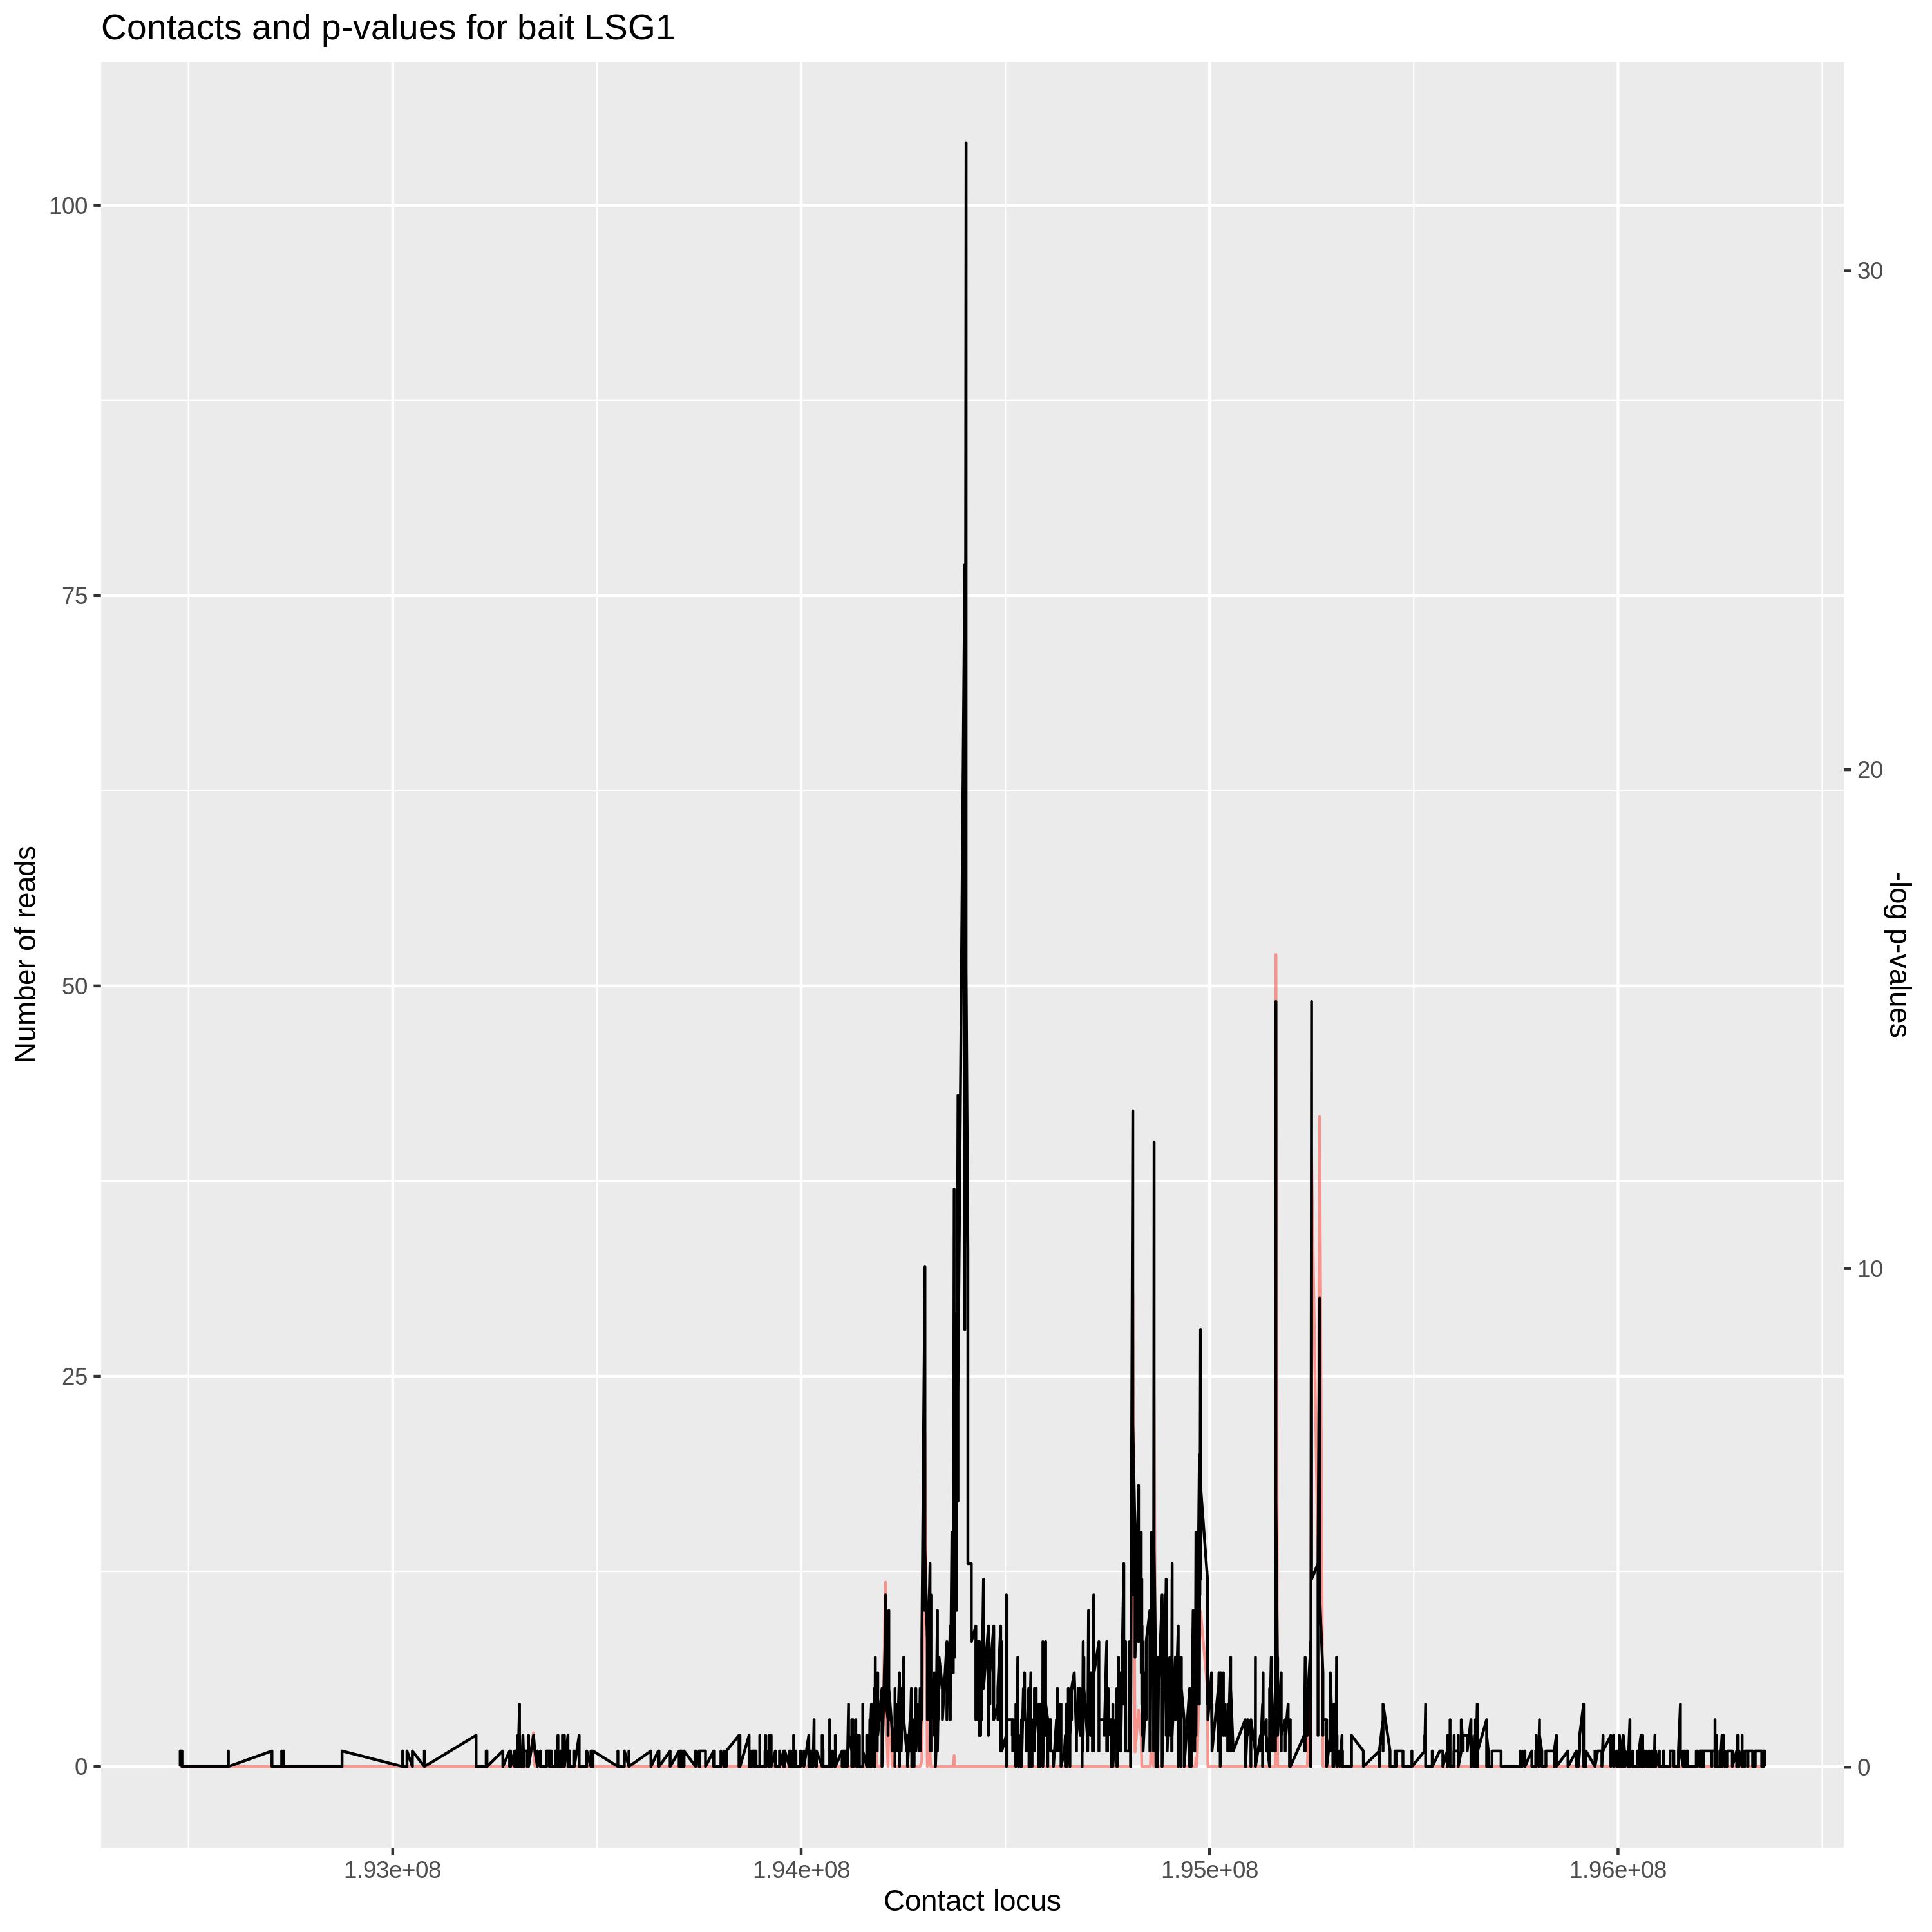 Contacts and p-values for bait LSG1
100
75
50
25
0
Number of reads
30
20
10
0
-log p-values
1.93e+08
1.94e+08
1.95e+08
1.96e+08
Contact locus